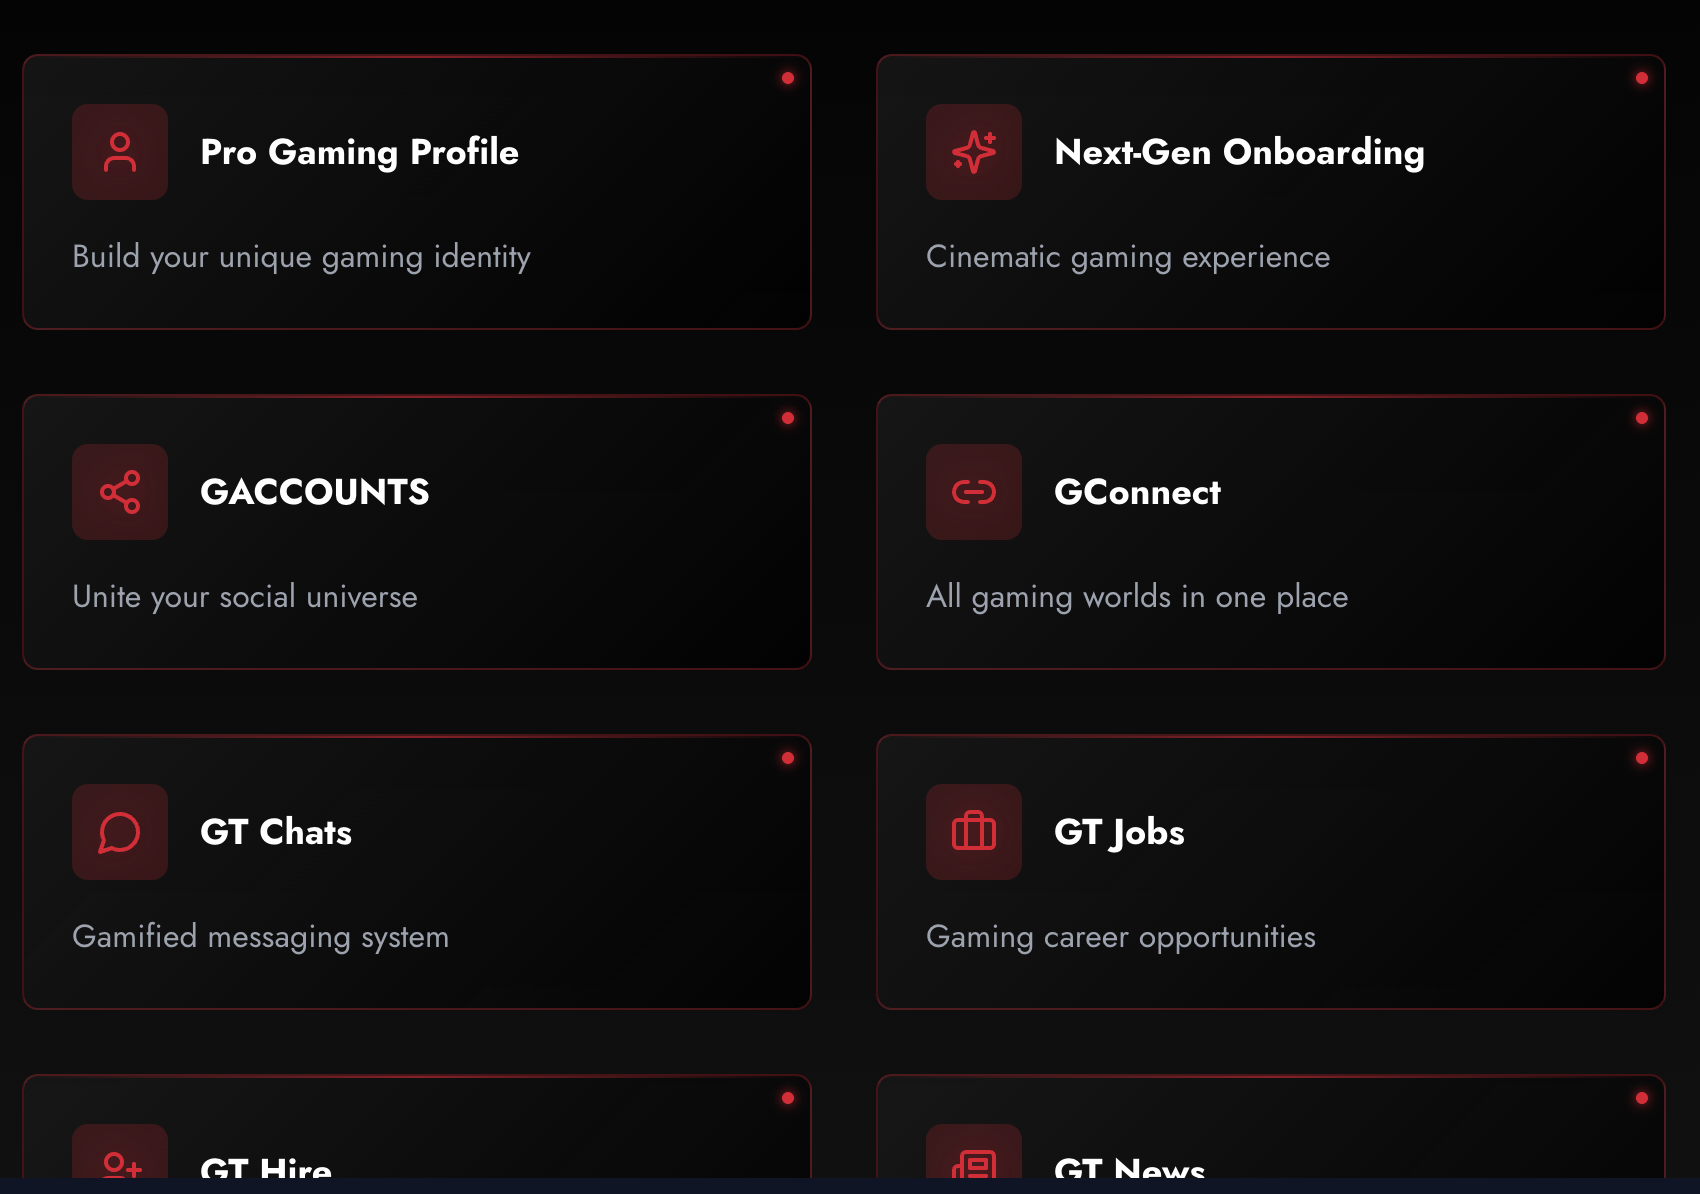 Pro Gaming Profile
Build your unique gaming identity
Next-Gen Onboarding
Cinematic gaming experience
GACCOUNTS
Unite your social universe
GConnect
All gaming worlds in one place
GT Chats
Gamified messaging system
GT Jobs
Gaming career opportunities
GT Hire
GT News